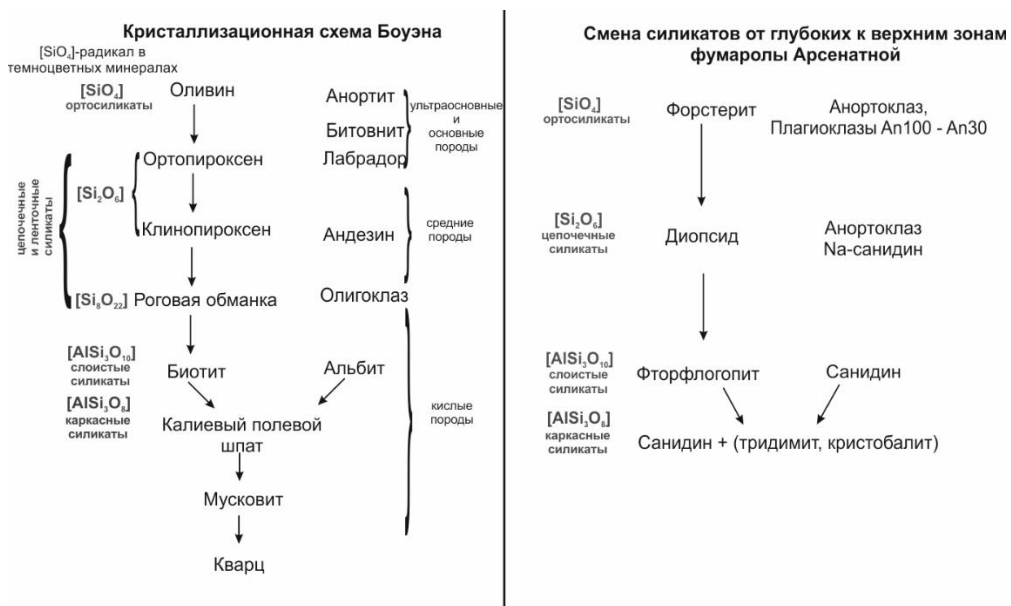 Кристаллизационная схема Боуэна
[SiO₄]-радикал в
темноцветных минералах
[SiO₄]
ортосиликаты
Оливин
Анортит
Битовнит
Лабрадор
ультраосновные
и
основные
породы
Ортопироксен
[Si₂O₆]
цепочечные
и ленточные
силикаты
Клинопироксен
Андезин
средние
породы
[Si₈O₂₂]
Роговая обманка
Олигоклаз
[AlSi₃O₁₀]
слоистые
силикаты
Биотит
Альбит
[AlSi₃O₈]
каркасные
силикаты
Калиевый полевой
шпат
кислые
породы
Мусковит
Кварц
Смена силикатов от глубоких к верхним зонам
фумаролы Арсенатной
[SiO₄]
ортосиликаты
Форстерит
Анортоклаз,
Плагиоклазы An100 - An30
[Si₂O₆]
цепочечные
силикаты
Диопсид
Анортоклаз
Na-санидин
[AlSi₃O₁₀]
слоистые
силикаты
Фторфлогопит
Санидин
[AlSi₃O₈]
каркасные
силикаты
Санидин + (тридимит, кристобалит)